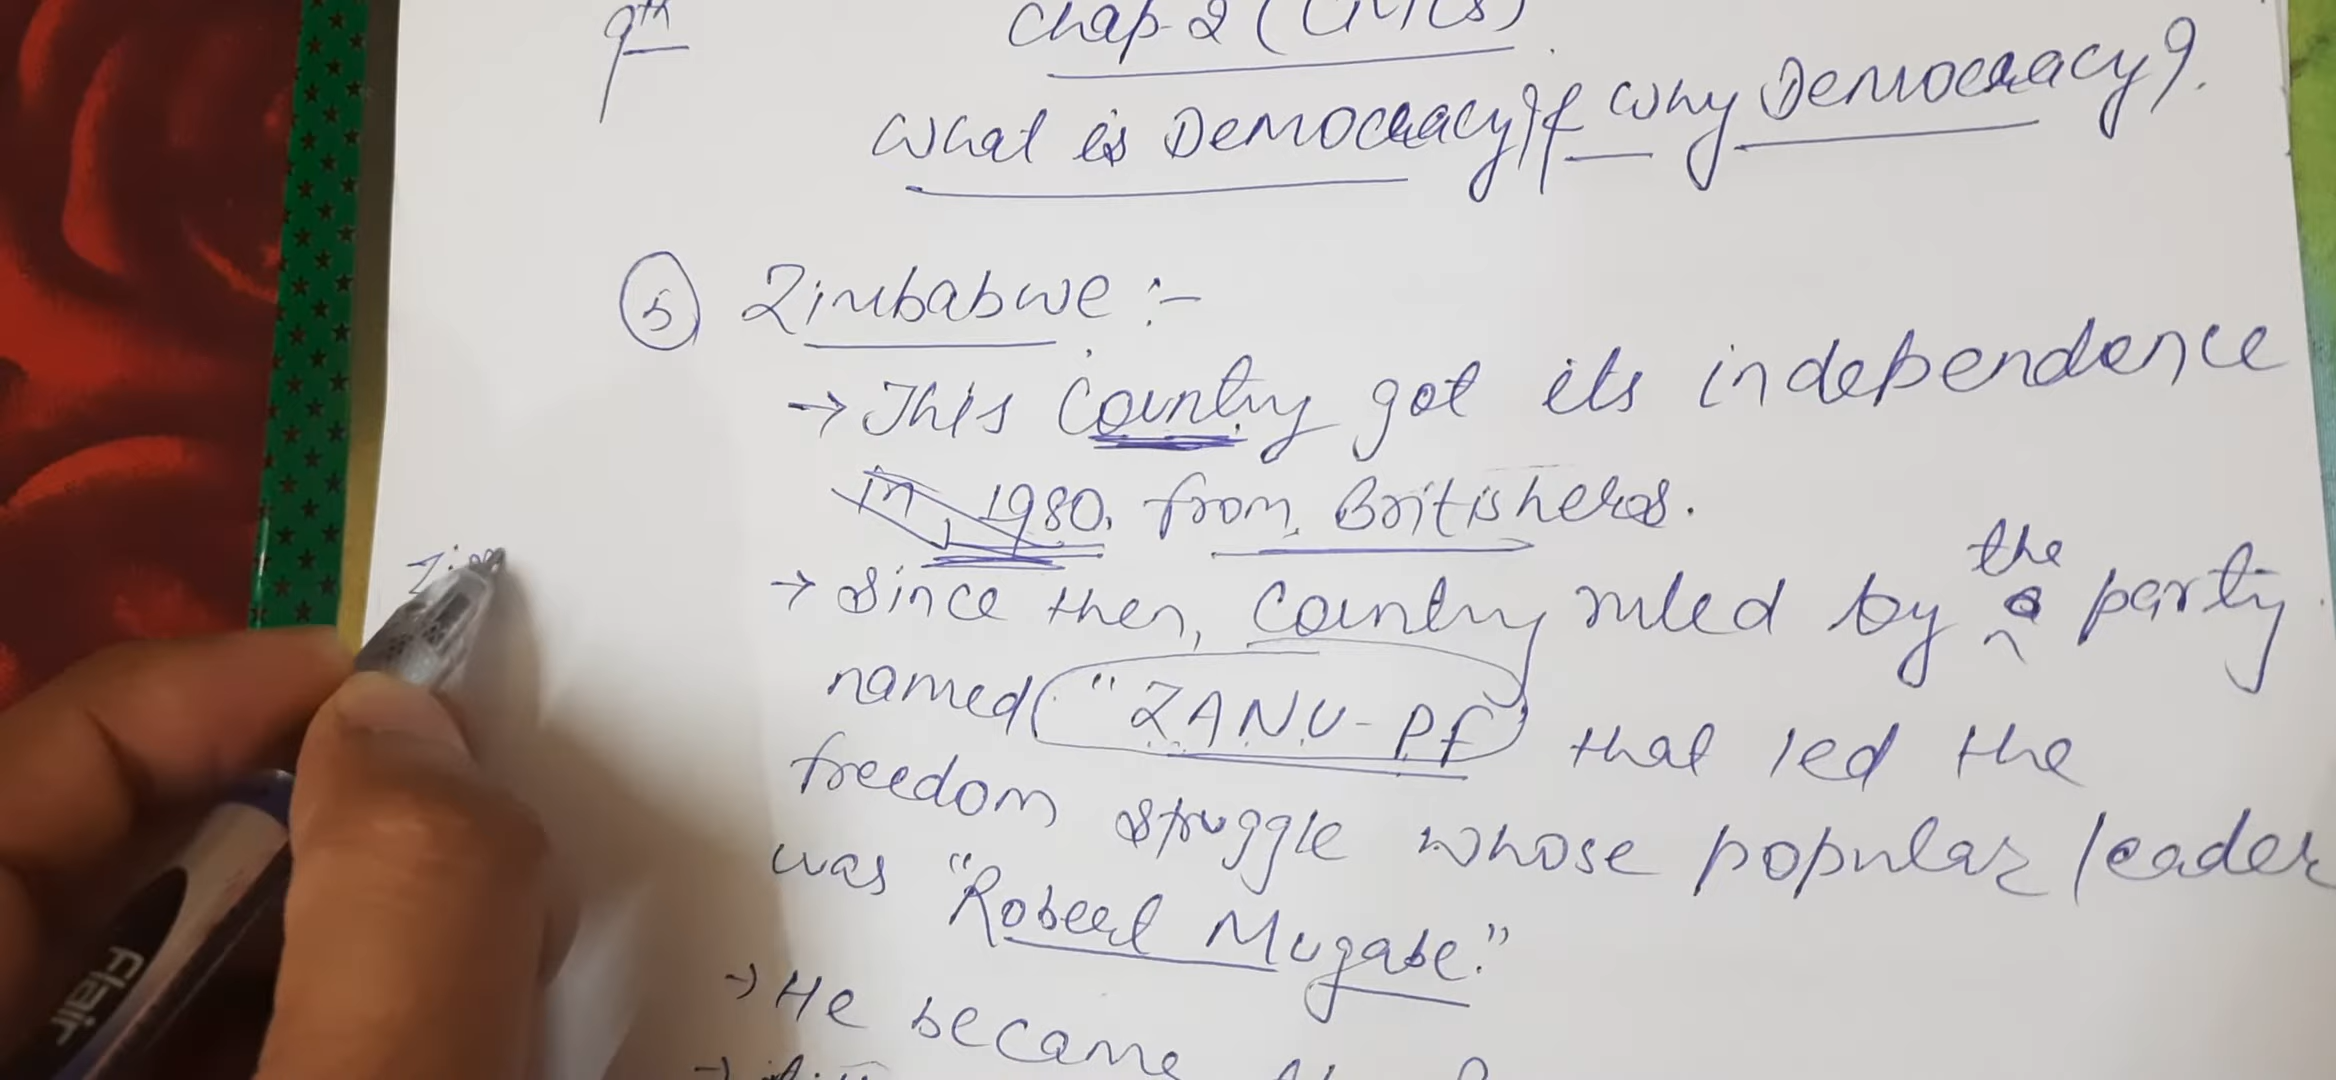 9th
Chap-2 (Civics)
What is Democracy? & Why Democracy?
5 Zimbabwe :-
→ This Country got its independence
in 1980 from Britishers.
→ Since then, Country ruled by the party
named "ZANU-PF" that led the
freedom struggle whose popular leader
was "Robert Mugabe."
→ He became
Zim
Flair